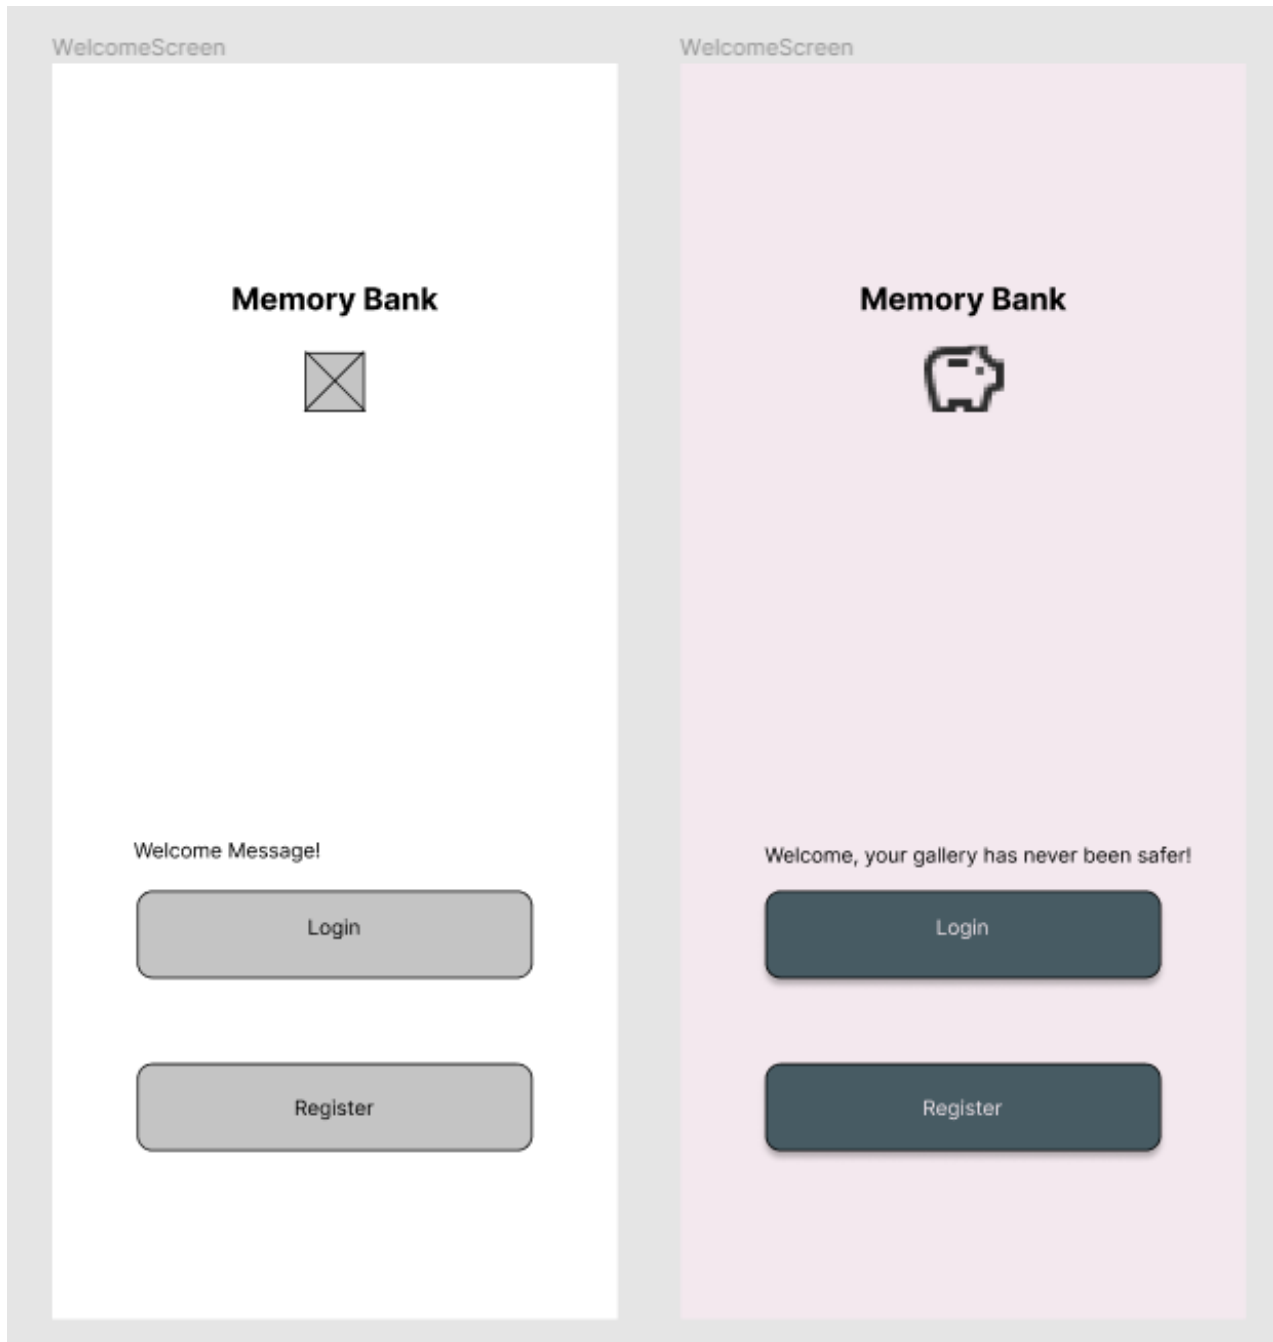 WelcomeScreen
Memory Bank
Welcome Message!
Login
Register
WelcomeScreen
Memory Bank
Welcome, your gallery has never been safer!
Login
Register